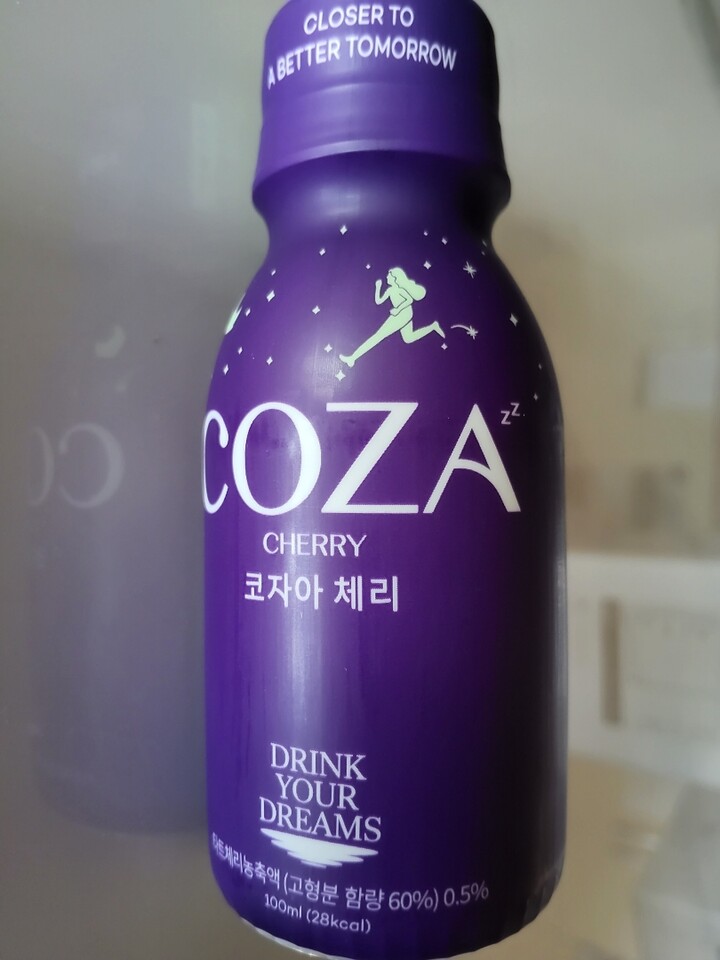 CLOSER TO
A BETTER TOMORROW
COZA zz
CHERRY
코자아 체리
DRINK
YOUR
DREAMS
타트체리농축액 (고형분 함량 60%) 0.5%
100ml (28kcal)